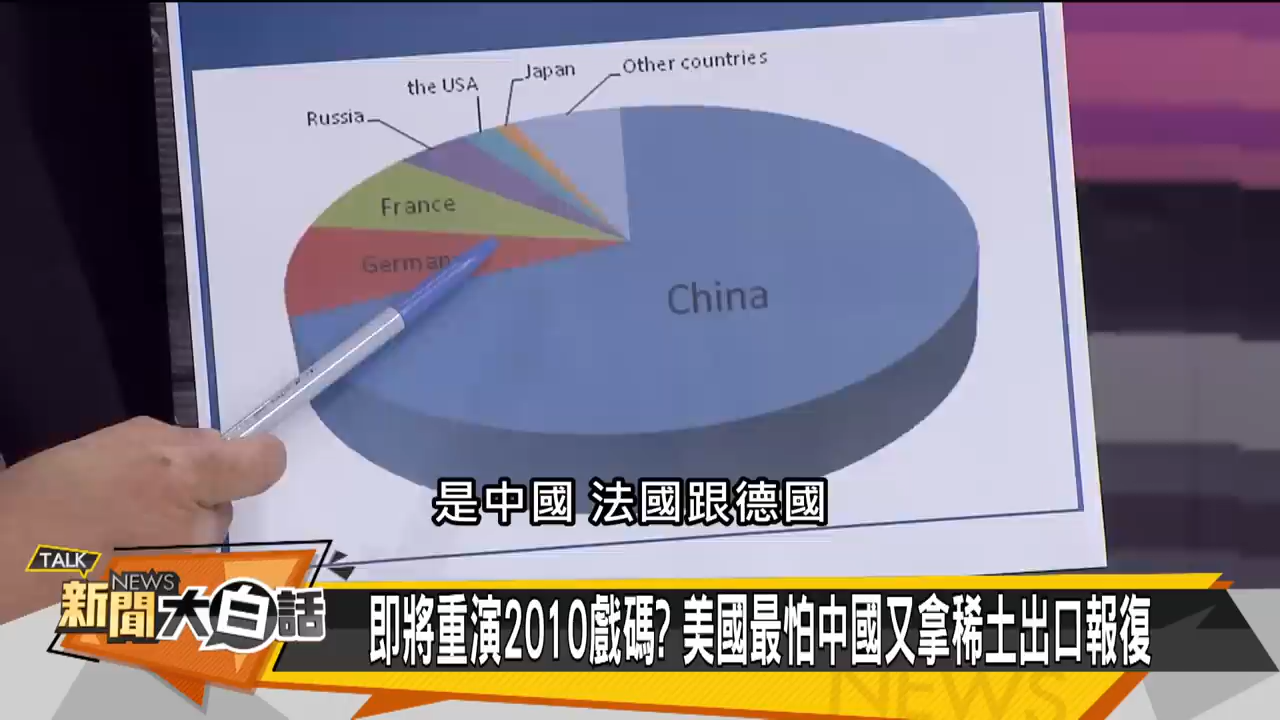 Other countries
Japan
the USA
Russia
France
German
China
是中國 法國跟德國
TALK
NEWS
新聞大白話
即將重演2010戲碼? 美國最怕中國又拿稀土出口報復
NEWS